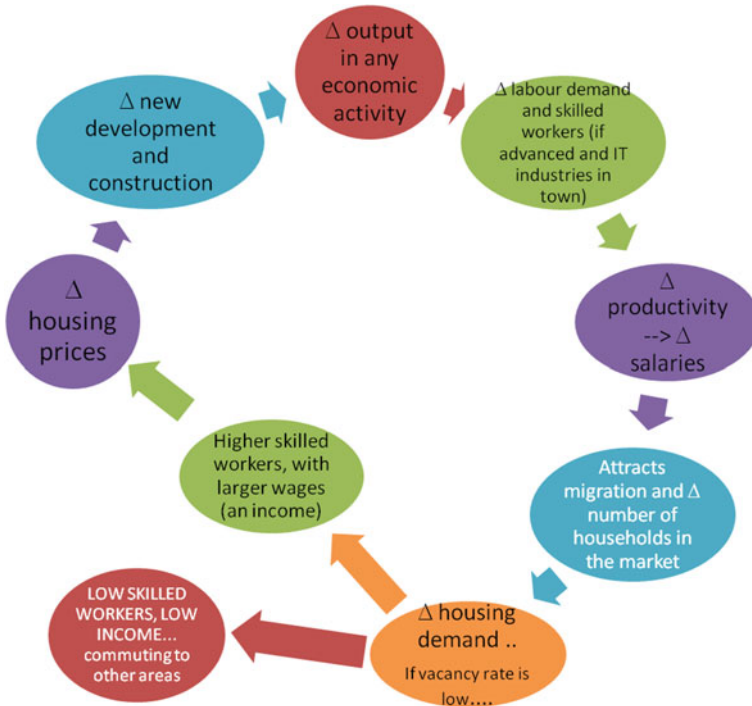 Δ output
in any
economic
activity
Δ labour demand
and skilled
workers (if
advanced and IT
industries in
town)
Δ
productivity
--> Δ
salaries
Attracts
migration and Δ
number of
households in
the market
Δ housing
demand ..
If vacancy rate is
low....
LOW SKILLED
WORKERS, LOW
INCOME...
commuting to
other areas
Higher skilled
workers, with
larger wages
(an income)
Δ
housing
prices
Δ new
development
and
construction